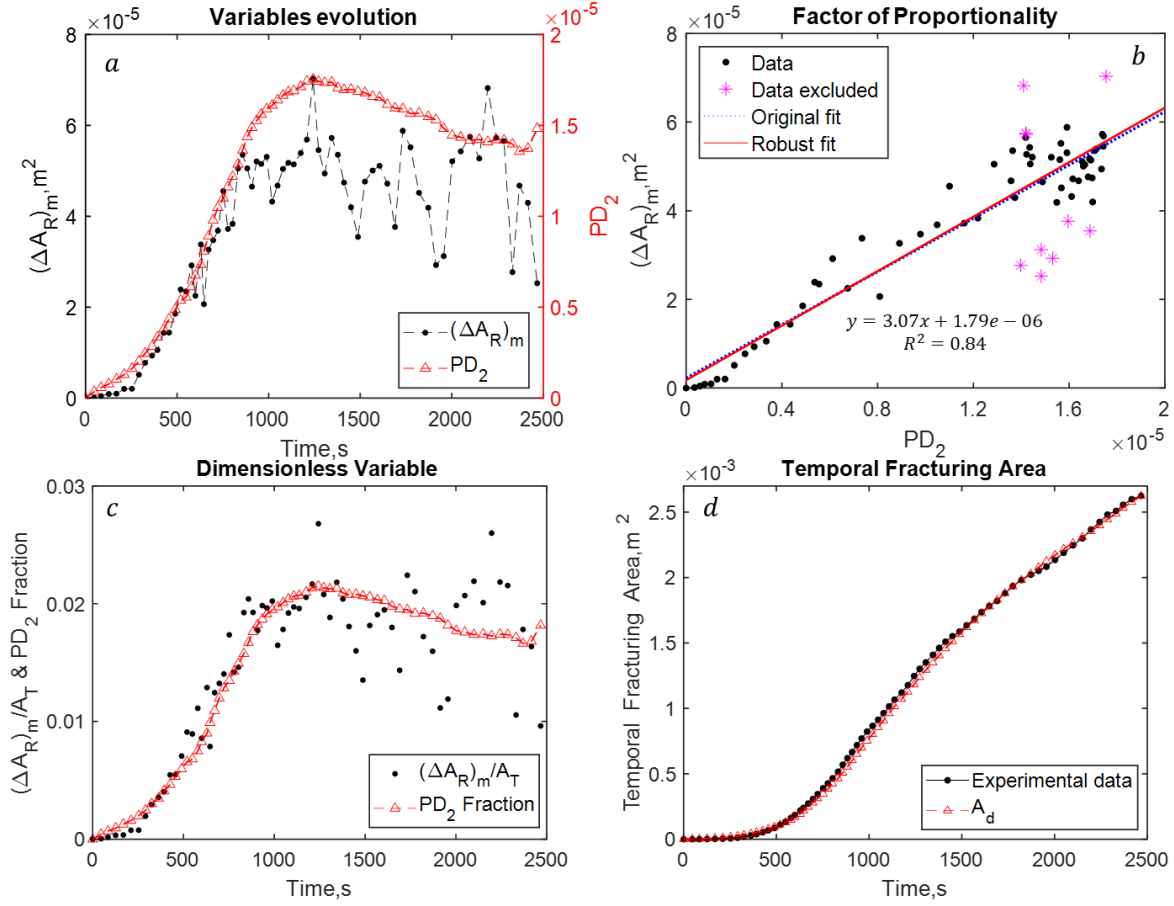 Variables evolution
×10⁻⁵
×10⁻⁵
a
8
6
4
2
0
(ΔA_R)_m,m²
2
1.5
1
0.5
0
PD₂
(ΔA_R)_m
PD₂
0 500 1000 1500 2000 2500
Time,s
Factor of Proportionality
×10⁻⁵
b
8
6
4
2
0
(ΔA_R)_m,m²
Data
Data excluded
Original fit
Robust fit
y = 3.07x + 1.79e − 06
R² = 0.84
0 0.4 0.8 1.2 1.6 2
PD₂
×10⁻⁵
Dimensionless Variable
c
0.03
0.02
0.01
0
(ΔA_R)_m/A_T & PD₂ Fraction
(ΔA_R)_m/A_T
PD₂ Fraction
0 500 1000 1500 2000 2500
Time,s
Temporal Fracturing Area
×10⁻³
d
2.5
2
1.5
1
0.5
0
Temporal Fracturing Area,m²
Experimental data
A_d
0 500 1000 1500 2000 2500
Time,s